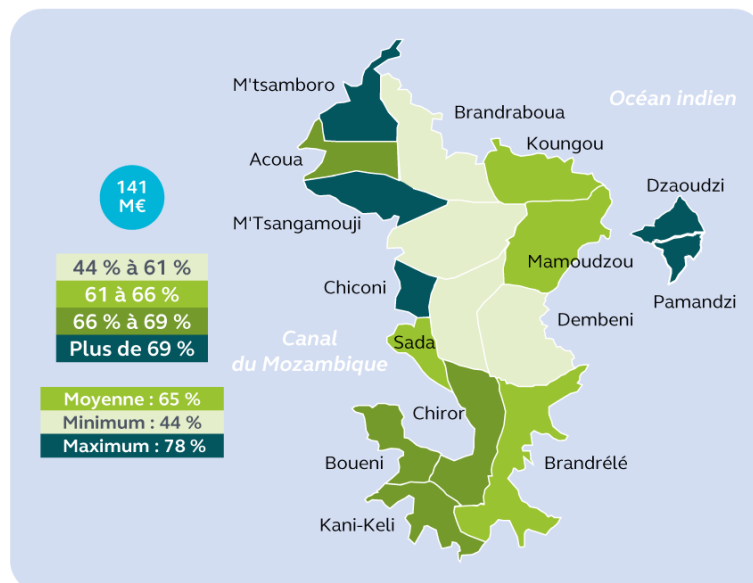 M'tsamboro
Brandraboua
Océan indien
Koungou
Acoua
141
M€
Dzaoudzi
M'Tsangamouji
44 % à 61 %
61 à 66 %
66 % à 69 %
Plus de 69 %
Mamoudzou
Chiconi
Pamandzi
Dembeni
Canal
du Mozambique
Sada
Moyenne : 65 %
Minimum : 44 %
Maximum : 78 %
Chiror
Boueni
Brandrélé
Kani-Keli